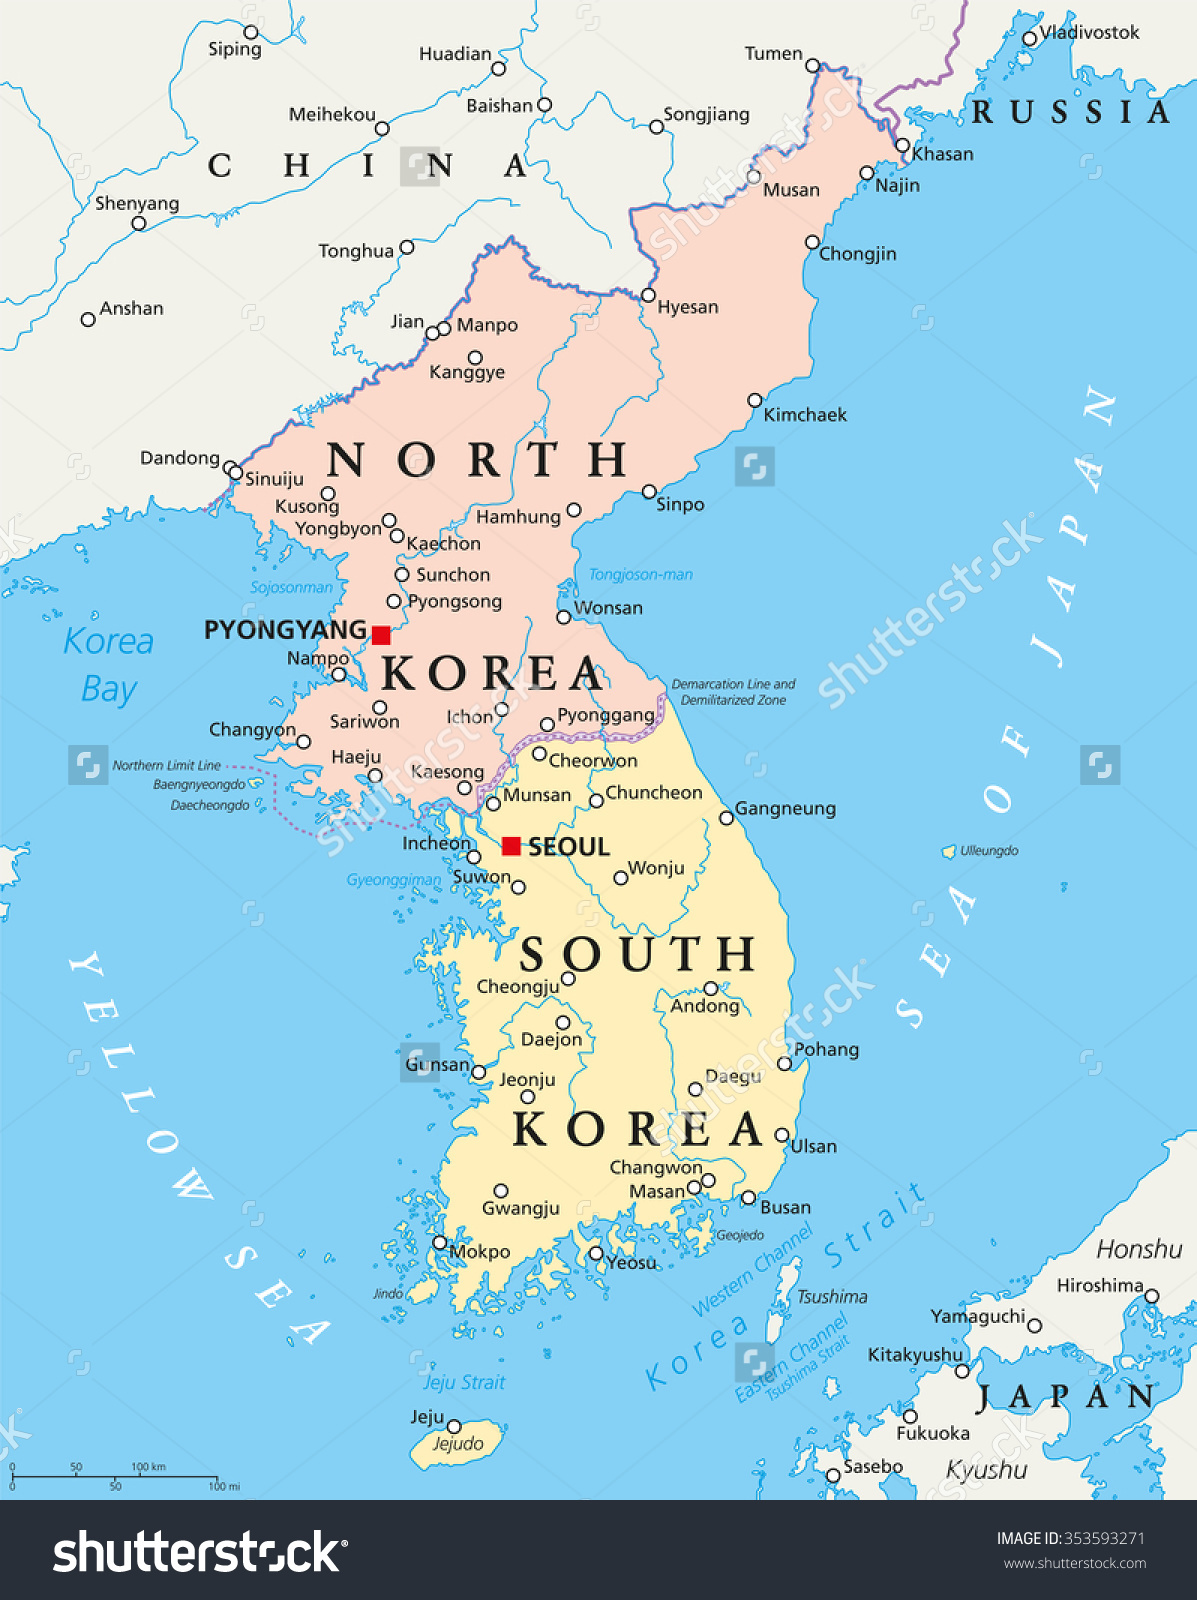 Siping
Huadian
Tumen
Vladivostok
Baishan
Meihekou
Songjiang
RUSSIA
CHINA
Khasan
Musan
Najin
Shenyang
Tonghua
Chongjin
Anshan
Hyesan
Jian
Manpo
Kanggye
Kimchaek
NORTH
Dandong
Sinuiju
Kusong
Sinpo
Yongbyon
Hamhung
Kaechon
Sunchon
Tongjoson-man
Sojosonman
Pyongsong
Wonsan
PYONGYANG
Korea
Bay
Nampo
KOREA
Demarcation Line and
Demilitarized Zone
Sariwon
Ichon
Pyonggang
Changyon
Haeju
Cheorwon
Northern Limit Line
Kaesong
Baengnyeongdo
Munsan
Chuncheon
Daecheongdo
Gangneung
Incheon
SEOUL
Ulleungdo
Suwon
Gyeonggiman
Wonju
SEA OF JAPAN
SOUTH
Cheongju
Andong
YELLOW SEA
Daejon
Pohang
Gunsan
Jeonju
Daegu
KOREA
Ulsan
Changwon
Masan
Gwangju
Busan
Geojedo
Mokpo
Yeosu
Korea Strait
Western Channel
Honshu
Jindo
Tsushima
Hiroshima
Yamaguchi
Eastern Channel
Tsushima Strait
Kitakyushu
Jeju Strait
JAPAN
Jeju
Jejudo
Fukuoka
Sasebo
Kyushu
0 50 100 km
0 50 100 mi
shutterstock
shutterstock
shutterstock
shutterstock
shutterstock
IMAGE ID: 353593271
www.shutterstock.com